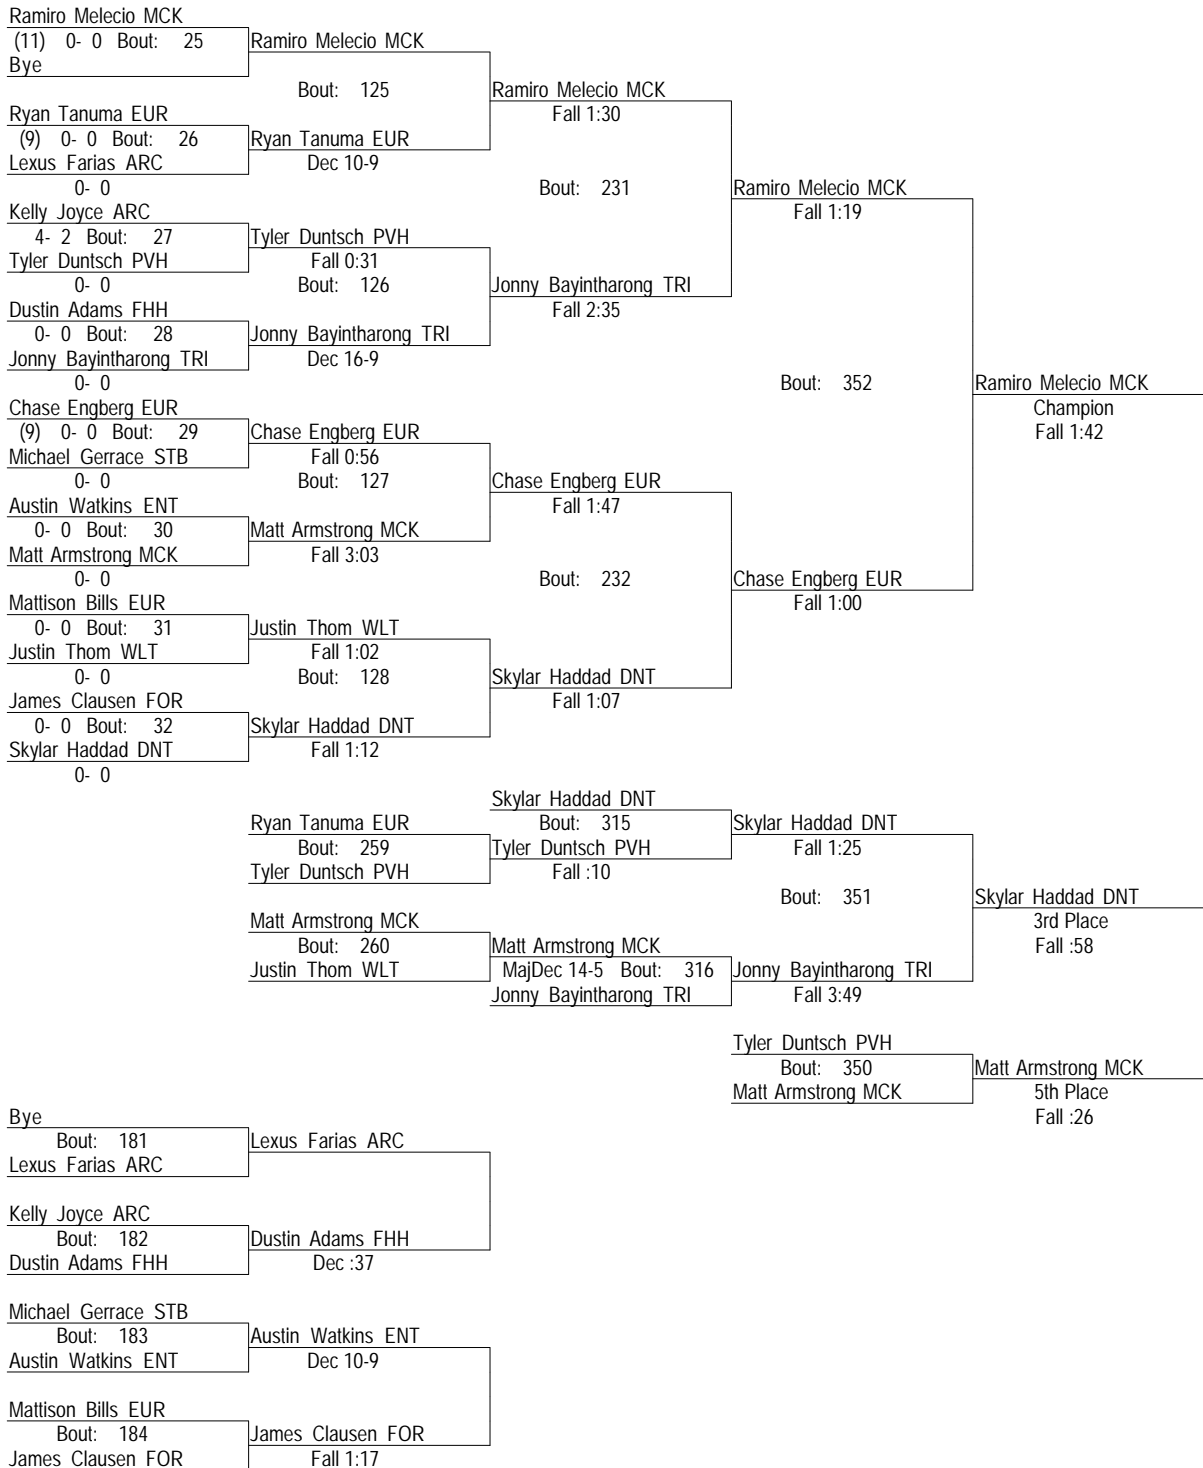 Ramiro Melecio MCK
(11) 0- 0 Bout: 25 Ramiro Melecio MCK
Bye
Bout: 125 Ramiro Melecio MCK
Ryan Tanuma EUR Fall 1:30
(9) 0- 0 Bout: 26 Ryan Tanuma EUR
Lexus Farias ARC Dec 10-9
0- 0 Bout: 231 Ramiro Melecio MCK
Kelly Joyce ARC Fall 1:19
4- 2 Bout: 27 Tyler Duntsch PVH
Tyler Duntsch PVH Fall 0:31
0- 0 Bout: 126 Jonny Bayintharong TRI
Dustin Adams FHH Fall 2:35
0- 0 Bout: 28 Jonny Bayintharong TRI
Jonny Bayintharong TRI Dec 16-9
0- 0 Bout: 352 Ramiro Melecio MCK
Chase Engberg EUR Champion
(9) 0- 0 Bout: 29 Chase Engberg EUR Fall 1:42
Michael Gerrace STB Fall 0:56
0- 0 Bout: 127 Chase Engberg EUR
Austin Watkins ENT Fall 1:47
0- 0 Bout: 30 Matt Armstrong MCK
Matt Armstrong MCK Fall 3:03
0- 0 Bout: 232 Chase Engberg EUR
Mattison Bills EUR Fall 1:00
0- 0 Bout: 31 Justin Thom WLT
Justin Thom WLT Fall 1:02
0- 0 Bout: 128 Skylar Haddad DNT
James Clausen FOR Fall 1:07
0- 0 Bout: 32 Skylar Haddad DNT
Skylar Haddad DNT Fall 1:12
0- 0
Skylar Haddad DNT
Ryan Tanuma EUR Bout: 315 Skylar Haddad DNT
Bout: 259 Tyler Duntsch PVH Fall 1:25
Tyler Duntsch PVH Fall :10
Bout: 351 Skylar Haddad DNT
Matt Armstrong MCK 3rd Place
Bout: 260 Matt Armstrong MCK Fall :58
Justin Thom WLT MajDec 14-5 Bout: 316 Jonny Bayintharong TRI
Jonny Bayintharong TRI Fall 3:49
Tyler Duntsch PVH
Bout: 350 Matt Armstrong MCK
Matt Armstrong MCK 5th Place
Bye Fall :26
Bout: 181 Lexus Farias ARC
Lexus Farias ARC
Kelly Joyce ARC
Bout: 182 Dustin Adams FHH
Dustin Adams FHH Dec :37
Michael Gerrace STB
Bout: 183 Austin Watkins ENT
Austin Watkins ENT Dec 10-9
Mattison Bills EUR
Bout: 184 James Clausen FOR
James Clausen FOR Fall 1:17